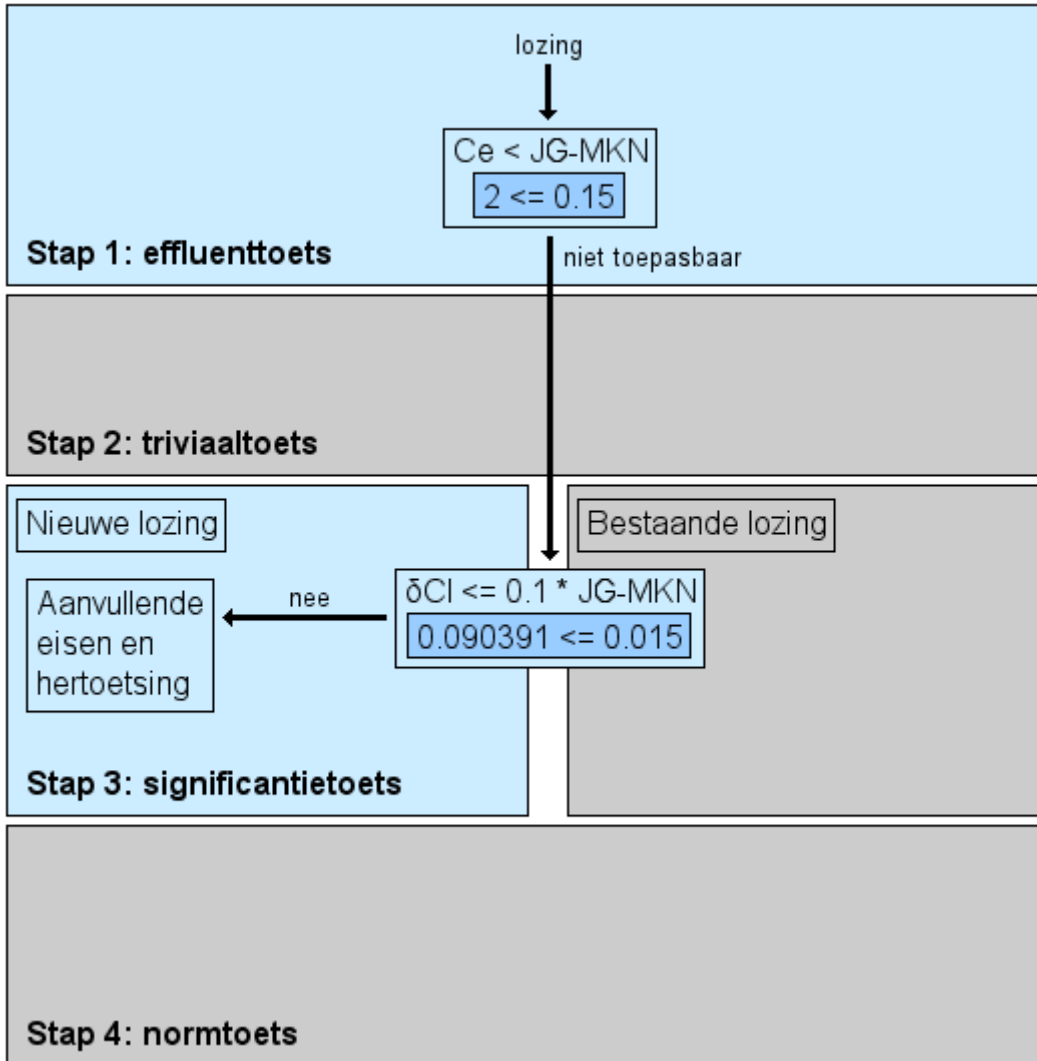 lozing
Ce < JG-MKN
2 <= 0.15
Stap 1: effluenttoets
niet toepasbaar
Stap 2: triviaaltoets
Nieuwe lozing
Bestaande lozing
δCl <= 0.1 * JG-MKN
0.090391 <= 0.015
nee
Aanvullende
eisen en
hertoetsing
Stap 3: significantietoets
Stap 4: normtoets